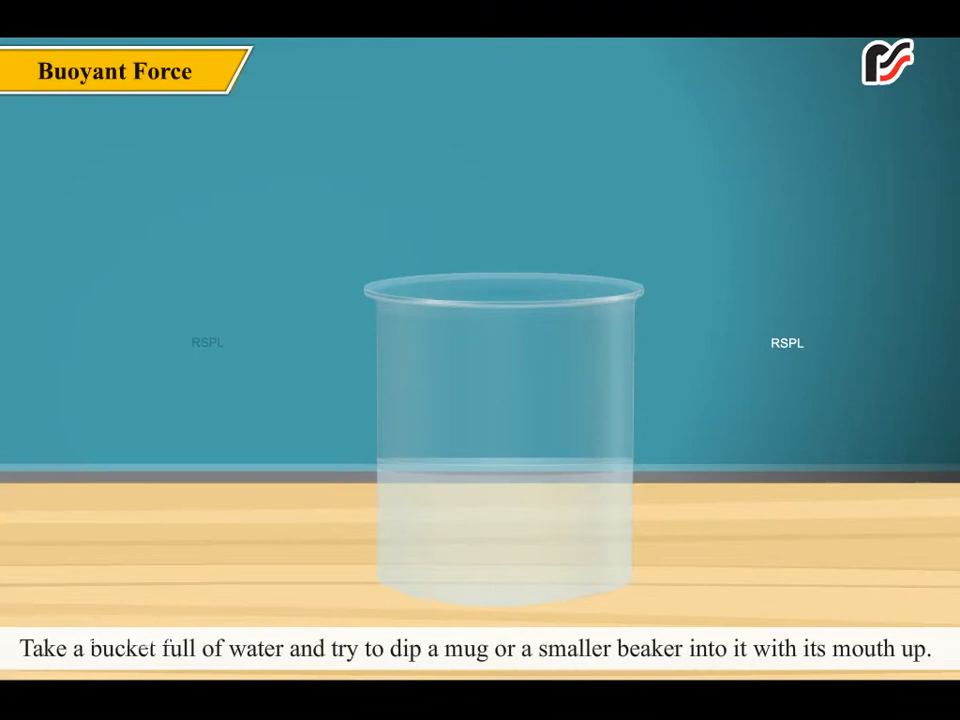 Buoyant Force
RSPL
RSPL
Take a bucket full of water and try to dip a mug or a smaller beaker into it with its mouth up.